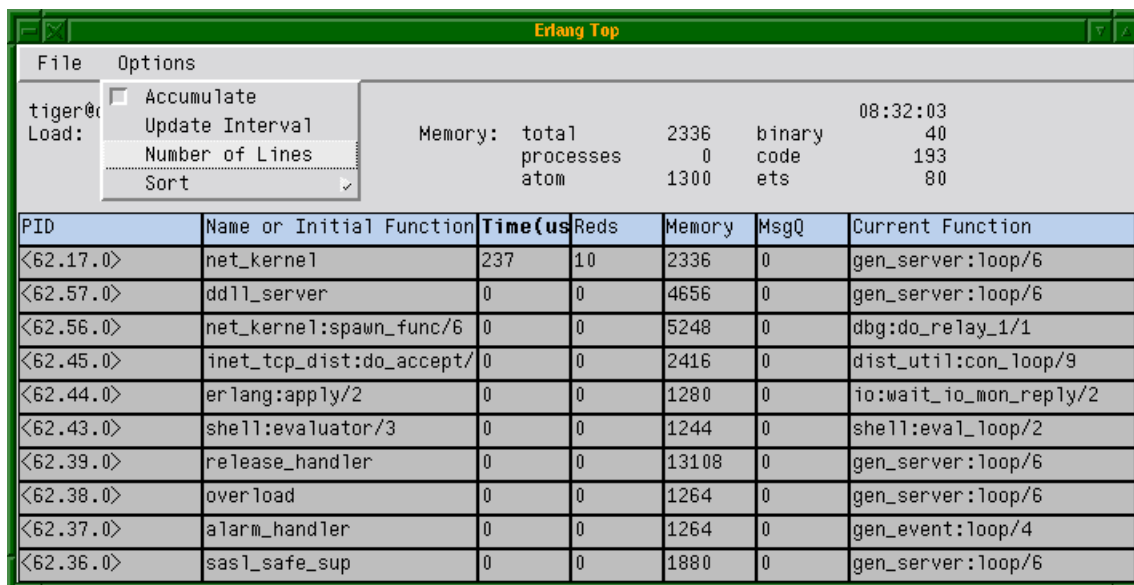 Erlang Top
File Options
Accumulate
Update Interval
Number of Lines
Sort
08:32:03
Load: Memory: total 2336 binary 40
processes 0 code 193
atom 1300 ets 80
PID Name or Initial Function Time(us Reds Memory MsgQ Current Function
<62.17.0> net_kernel 237 10 2336 0 gen_server:loop/6
<62.57.0> ddll_server 0 0 4656 0 gen_server:loop/6
<62.56.0> net_kernel:spawn_func/6 0 0 5248 0 dbg:do_relay_1/1
<62.45.0> inet_tcp_dist:do_accept/ 0 0 2416 0 dist_util:con_loop/9
<62.44.0> erlang:apply/2 0 0 1280 0 io:wait_io_mon_reply/2
<62.43.0> shell:evaluator/3 0 0 1244 0 shell:eval_loop/2
<62.39.0> release_handler 0 0 13108 0 gen_server:loop/6
<62.38.0> overload 0 0 1264 0 gen_server:loop/6
<62.37.0> alarm_handler 0 0 1264 0 gen_event:loop/4
<62.36.0> sasl_safe_sup 0 0 1880 0 gen_server:loop/6